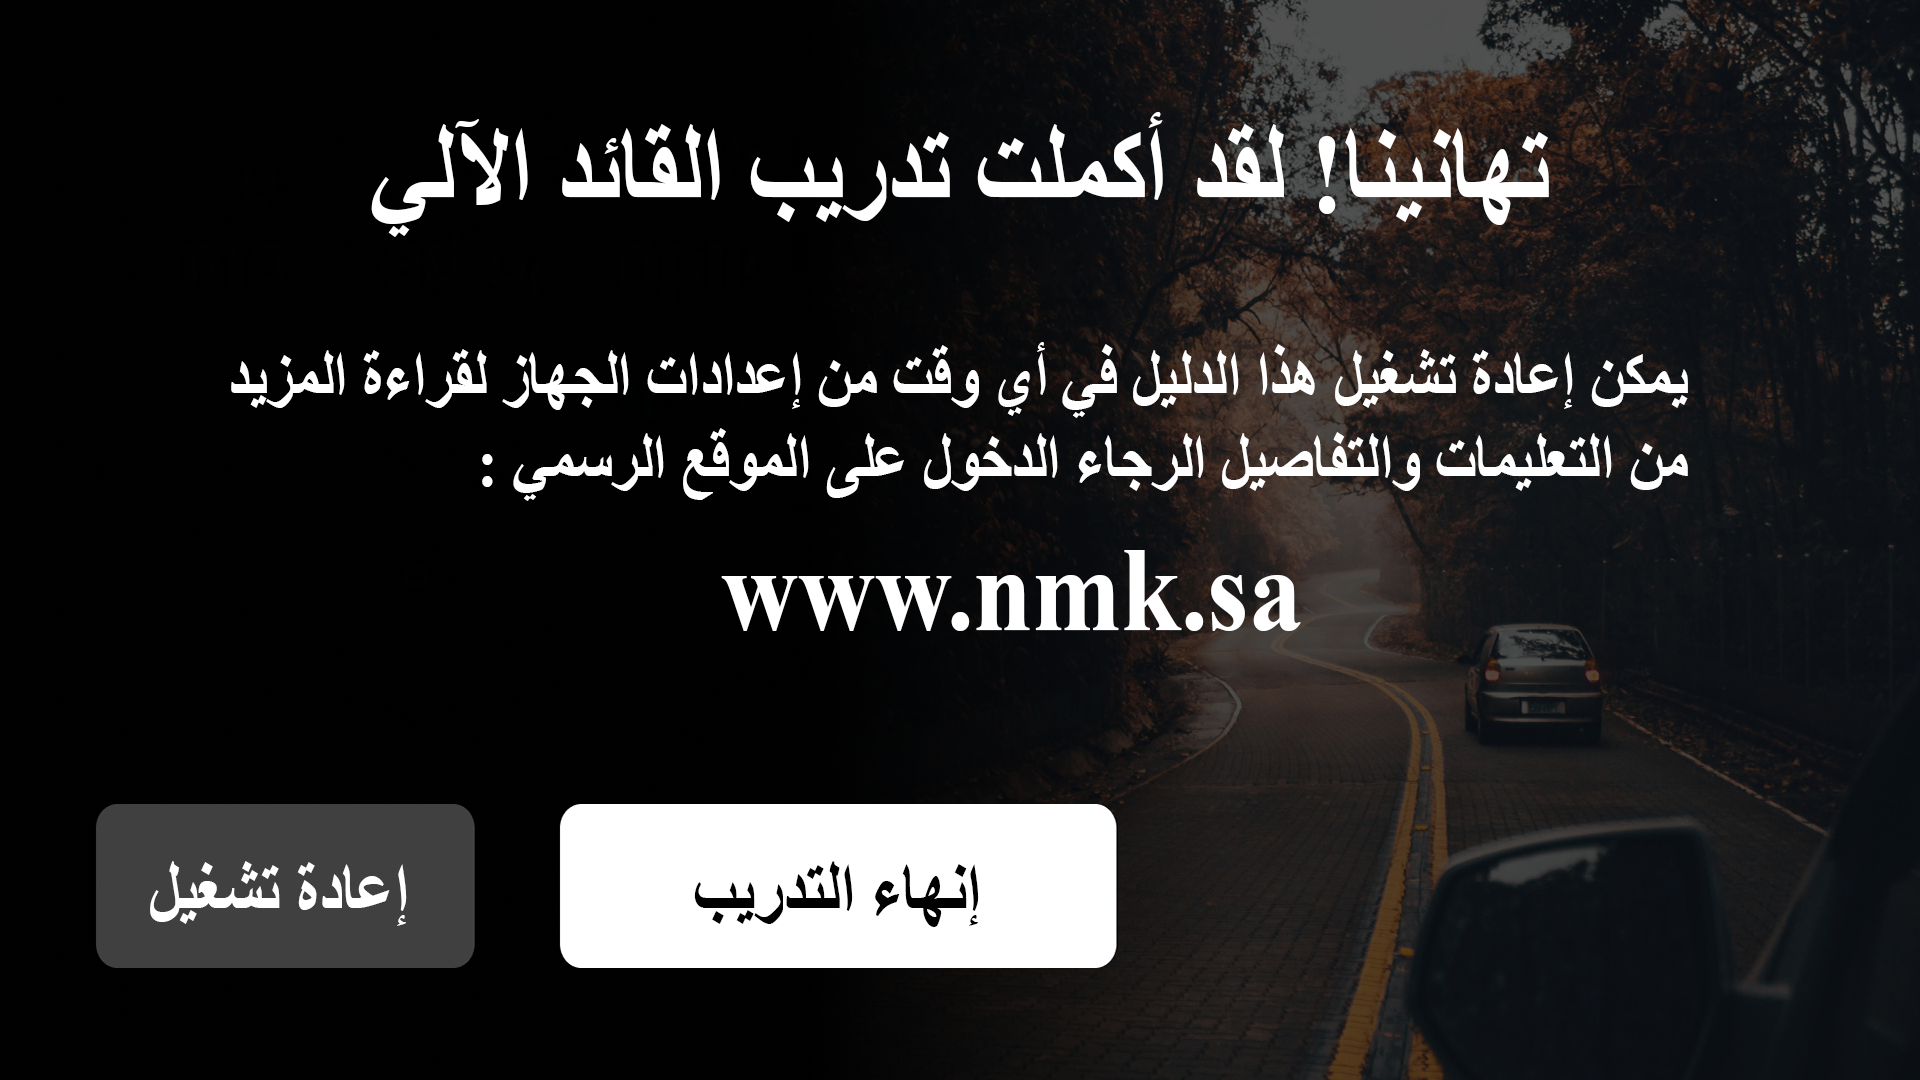 تهانينا! لقد أكملت تدريب القائد الآلي
يمكن إعادة تشغيل هذا الدليل في أي وقت من إعدادات الجهاز لقراءة المزيد
من التعليمات والتفاصيل الرجاء الدخول على الموقع الرسمي :
www.nmk.sa
إنهاء التدريب
إعادة تشغيل